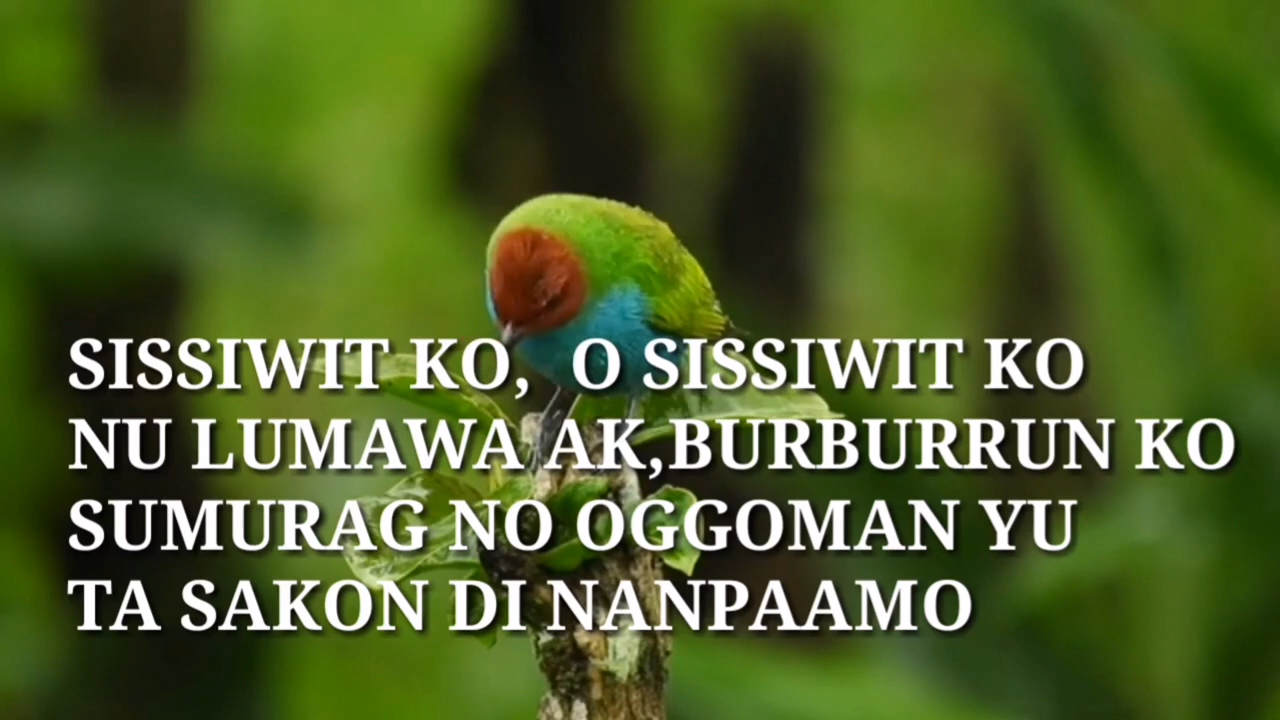 SISSIWIT KO, O SISSIWIT KO
NU LUMAWA AK,BURBURRUN KO
SUMURAG NO OGGOMAN YU
TA SAKON DI NANPAAMO